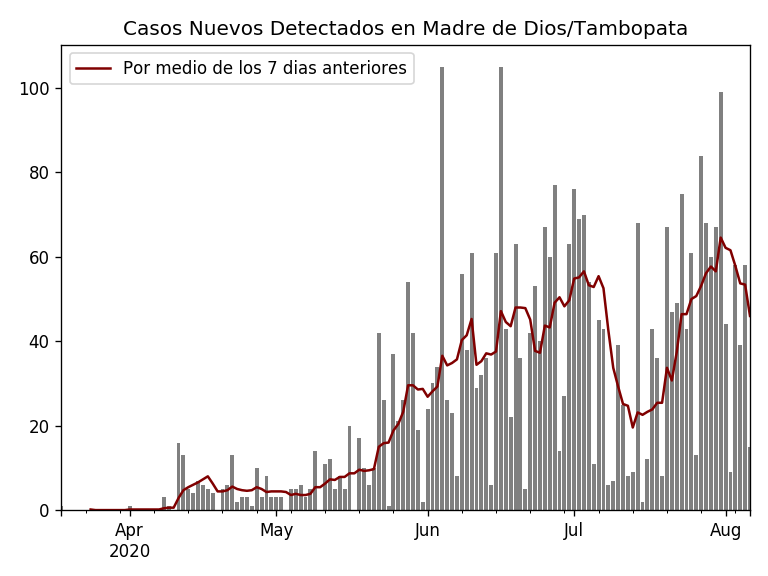 Casos Nuevos Detectados en Madre de Dios/Tambopata
Por medio de los 7 dias anteriores
100
80
60
40
20
0
Apr May Jun Jul Aug
2020